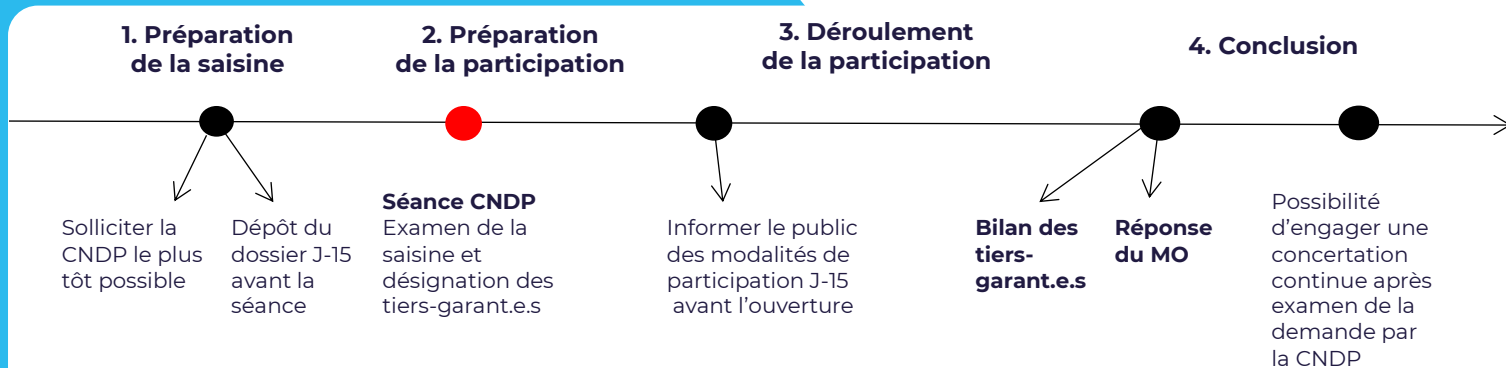 1. Préparation
de la saisine
2. Préparation
de la participation
3. Déroulement
de la participation
4. Conclusion
Solliciter la
CNDP le plus
tôt possible
Dépôt du
dossier J-15
avant la
séance
Séance CNDP
Examen de la
saisine et
désignation des
tiers-garant.e.s
Informer le public
des modalités de
participation J-15
avant l’ouverture
Bilan des
tiers-
garant.e.s
Réponse
du MO
Possibilité
d’engager une
concertation
continue après
examen de la
demande par
la CNDP